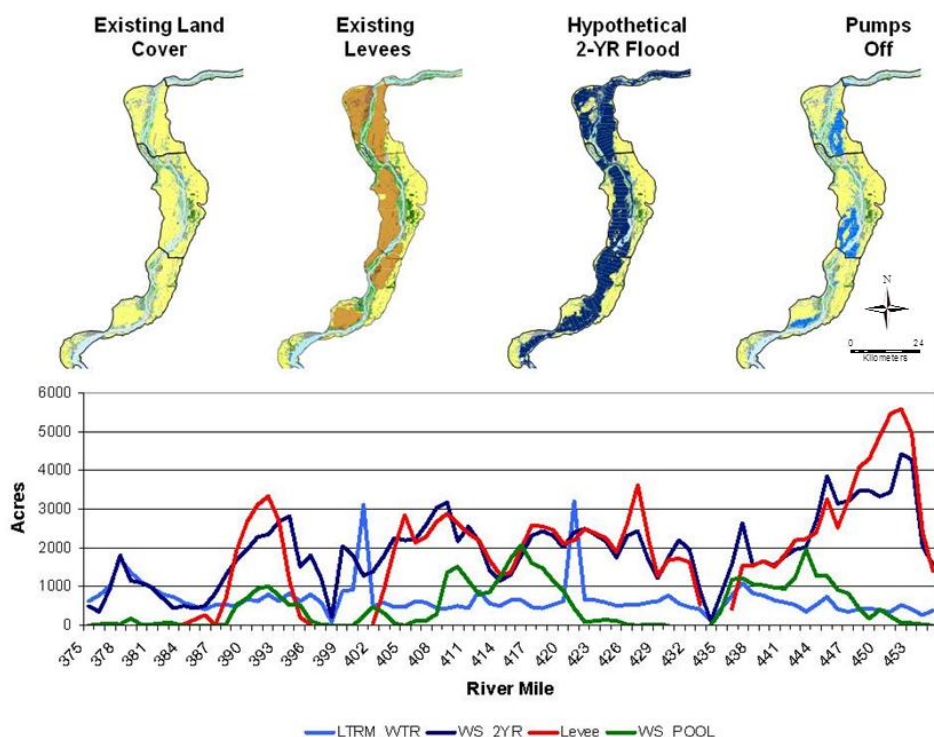 Existing Land
Cover
Existing
Levees
Hypothetical
2-YR Flood
Pumps
Off
N
0 24
Kilometers
6000
5000
4000
3000
2000
1000
0
Acres
375 378 381 384 387 390 393 396 399 402 405 408 411 414 417 420 423 426 429 432 435 438 441 444 447 450 453
River Mile
LTRM_WTR WS_2YR Levee WS_POOL